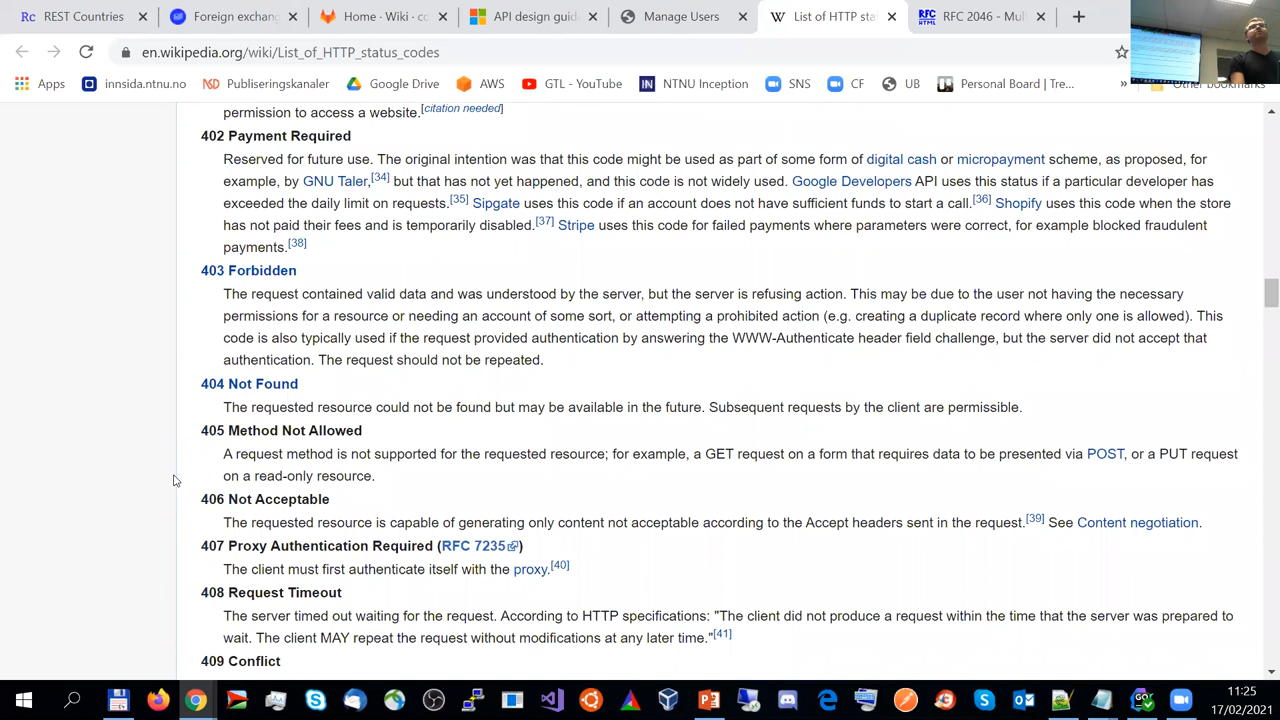 REST Countries
Foreign exchan
Home · Wiki · c
API design guid
Manage Users
List of HTTP sta
RFC 2046 - Mul
en.wikipedia.org/wiki/List_of_HTTP_status_codes
Apps
innsida.ntnu.no
Publiseringskanaler
Google Dri
AWS
GTL - YouTube
NTNU Inception
SNS
CF
UB
Personal Board | Tre...
»
Other bookmarks
permission to access a website.[citation needed]
402 Payment Required
Reserved for future use. The original intention was that this code might be used as part of some form of digital cash or micropayment scheme, as proposed, for
example, by GNU Taler,[34] but that has not yet happened, and this code is not widely used. Google Developers API uses this status if a particular developer has
exceeded the daily limit on requests.[35] Sipgate uses this code if an account does not have sufficient funds to start a call.[36] Shopify uses this code when the store
has not paid their fees and is temporarily disabled.[37] Stripe uses this code for failed payments where parameters were correct, for example blocked fraudulent
payments.[38]
403 Forbidden
The request contained valid data and was understood by the server, but the server is refusing action. This may be due to the user not having the necessary
permissions for a resource or needing an account of some sort, or attempting a prohibited action (e.g. creating a duplicate record where only one is allowed). This
code is also typically used if the request provided authentication by answering the WWW-Authenticate header field challenge, but the server did not accept that
authentication. The request should not be repeated.
404 Not Found
The requested resource could not be found but may be available in the future. Subsequent requests by the client are permissible.
405 Method Not Allowed
A request method is not supported for the requested resource; for example, a GET request on a form that requires data to be presented via POST, or a PUT request
on a read-only resource.
406 Not Acceptable
The requested resource is capable of generating only content not acceptable according to the Accept headers sent in the request.[39] See Content negotiation.
407 Proxy Authentication Required (RFC 7235)
The client must first authenticate itself with the proxy.[40]
408 Request Timeout
The server timed out waiting for the request. According to HTTP specifications: "The client did not produce a request within the time that the server was prepared to
wait. The client MAY repeat the request without modifications at any later time."[41]
409 Conflict
11:25
17/02/2021